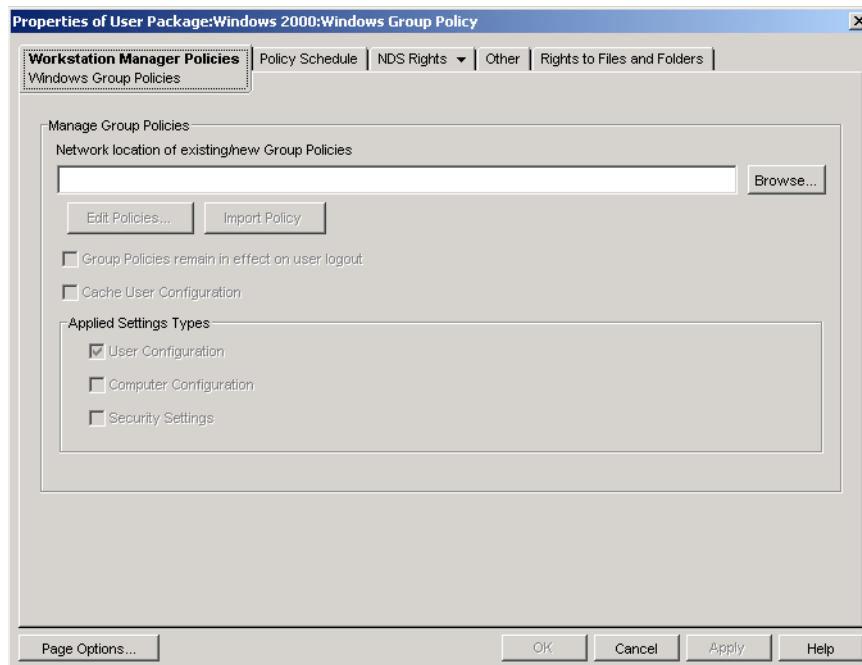 Properties of User Package:Windows 2000:Windows Group Policy
Workstation Manager Policies Policy Schedule NDS Rights Other Rights to Files and Folders
Windows Group Policies
Manage Group Policies
Network location of existing/new Group Policies
Browse...
Edit Policies... Import Policy
Group Policies remain in effect on user logout
Cache User Configuration
Applied Settings Types
User Configuration
Computer Configuration
Security Settings
Page Options... OK Cancel Apply Help